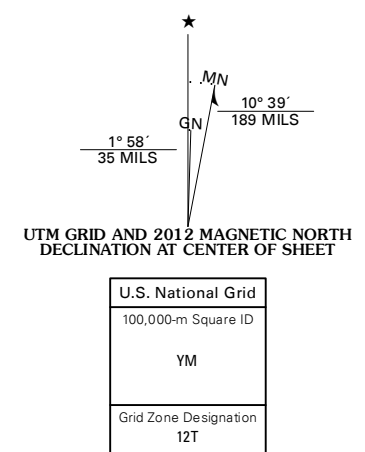 ★
MN
GN
10° 39´
189 MILS
1° 58´
35 MILS
UTM GRID AND 2012 MAGNETIC NORTH
DECLINATION AT CENTER OF SHEET
U.S. National Grid
100,000-m Square ID
YM
Grid Zone Designation
12T